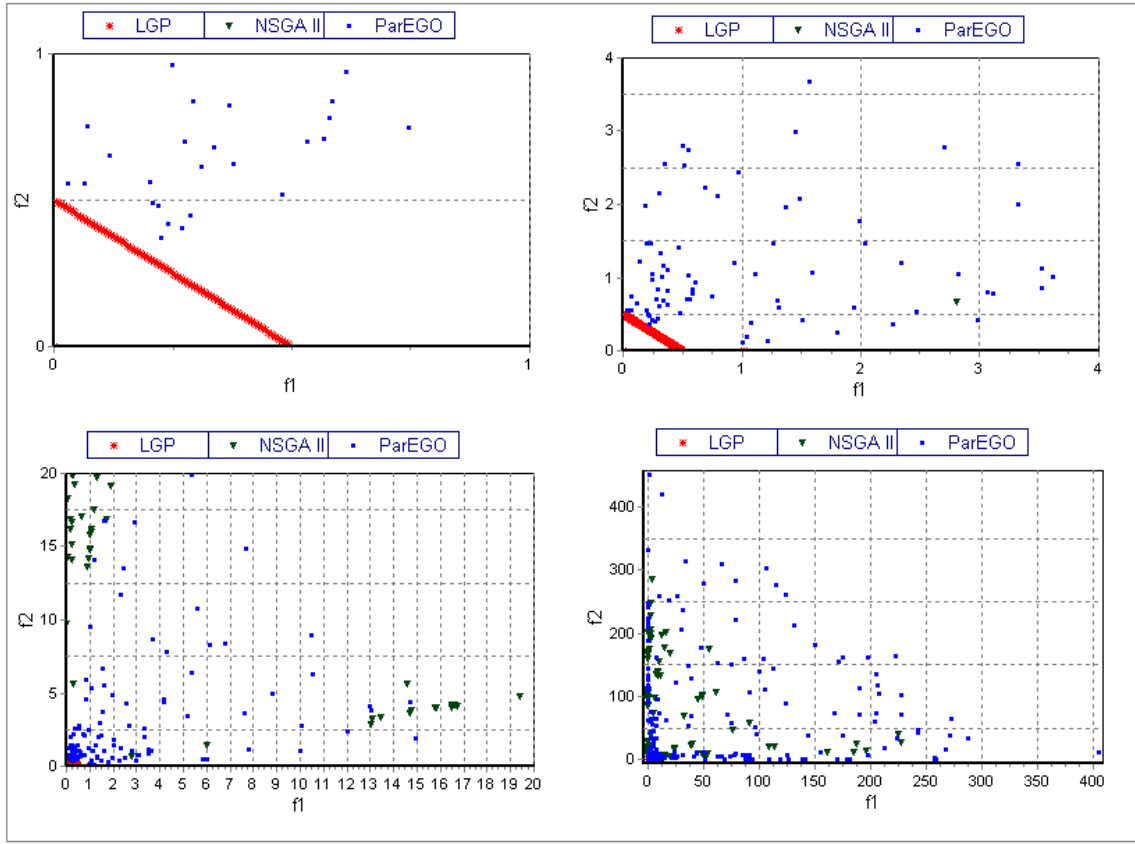 LGP NSGA II ParEGO
1
f2
0
0 1
f1
LGP NSGA II ParEGO
4
3
2
f2
1
0
0 1 2 3 4
f1
LGP NSGA II ParEGO
20
15
10
f2
5
0
0 1 2 3 4 5 6 7 8 9 10 11 12 13 14 15 16 17 18 19 20
f1
LGP NSGA II ParEGO
400
300
200
f2
100
0
0 50 100 150 200 250 300 350 400
f1